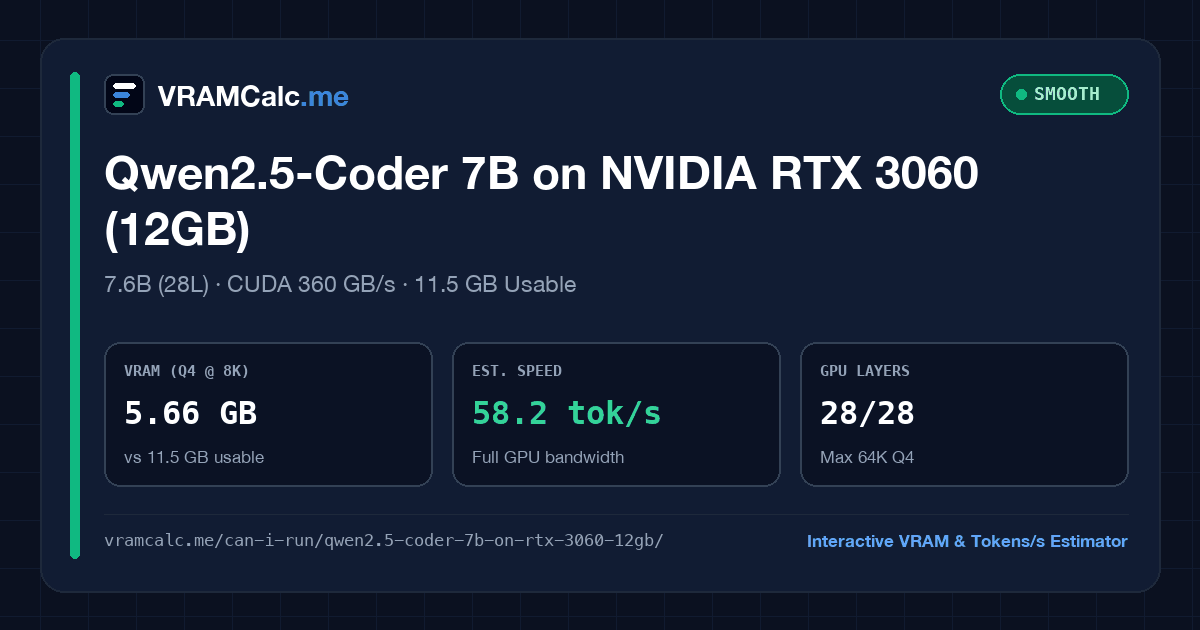 VRAMCalc.me
SMOOTH
Qwen2.5-Coder 7B on NVIDIA RTX 3060
(12GB)
7.6B (28L) · CUDA 360 GB/s · 11.5 GB Usable
VRAM (Q4 @ 8K)
5.66 GB
vs 11.5 GB usable
EST. SPEED
58.2 tok/s
Full GPU bandwidth
GPU LAYERS
28/28
Max 64K Q4
vramcalc.me/can-i-run/qwen2.5-coder-7b-on-rtx-3060-12gb/
Interactive VRAM & Tokens/s Estimator